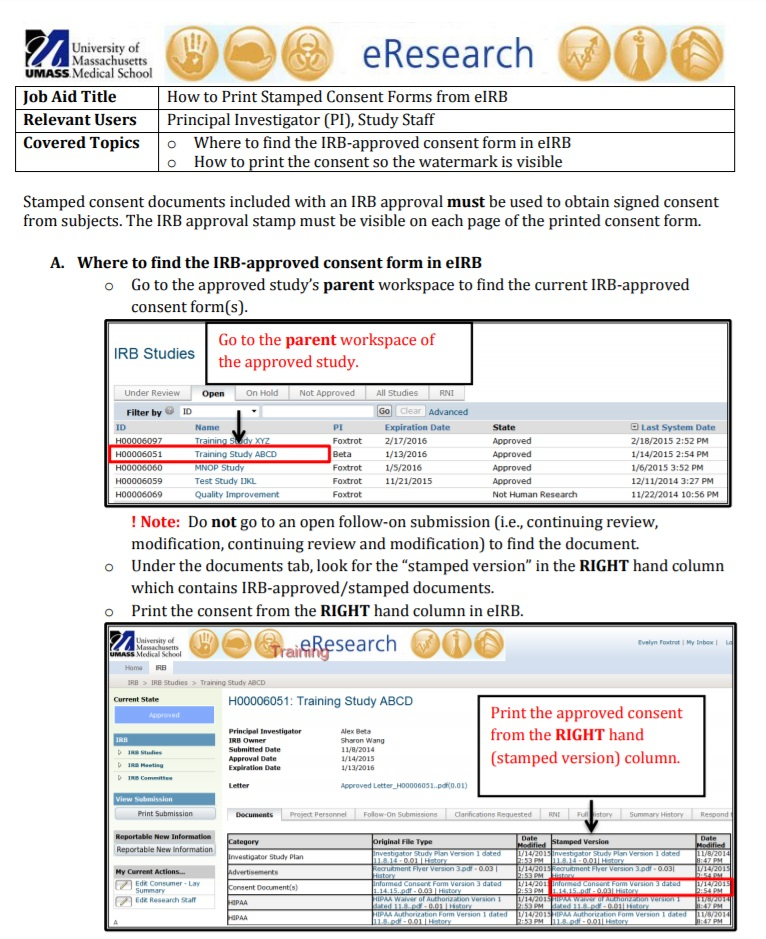 University of
Massachusetts
UMASS Medical School
eResearch
Job Aid Title How to Print Stamped Consent Forms from eIRB
Relevant Users Principal Investigator (PI), Study Staff
Covered Topics o Where to find the IRB-approved consent form in eIRB
o How to print the consent so the watermark is visible
Stamped consent documents included with an IRB approval must be used to obtain signed consent
from subjects. The IRB approval stamp must be visible on each page of the printed consent form.
A. Where to find the IRB-approved consent form in eIRB
o Go to the approved study's parent workspace to find the current IRB-approved
consent form(s).
IRB Studies
Go to the parent workspace of
the approved study.
Under Review Open On Hold Not Approved All Studies RNI
Filter by ID Go Clear Advanced
ID Name PI Expiration Date State Last System Date
H00006097 Training Study XYZ Foxtrot 2/17/2016 Approved 2/18/2015 2:52 PM
H00006051 Training Study ABCD Beta 1/13/2016 Approved 1/14/2015 2:54 PM
H00006060 MNOP Study Foxtrot 1/5/2016 Approved 1/6/2015 3:52 PM
H00006059 Test Study IJKL Foxtrot 11/21/2015 Approved 12/11/2014 3:27 PM
H00006069 Quality Improvement Foxtrot Not Human Research 11/22/2014 10:56 PM
! Note: Do not go to an open follow-on submission (i.e., continuing review,
modification, continuing review and modification) to find the document.
o Under the documents tab, look for the "stamped version" in the RIGHT hand column
which contains IRB-approved/stamped documents.
o Print the consent from the RIGHT hand column in eIRB.
University of
Massachusetts
UMASS Medical School
eResearch
Training
Evelyn Foxtrot | My Inbox | Lo
Home IRB
IRB > IRB Studies > Training Study ABCD
Current State
Approved
IRB
IRB Studies
IRB Meeting
IRB Committee
View Submission
Print Submission
Reportable New Information
Reportable New Information
My Current Actions...
Edit Consumer - Lay
Summary
Edit Research Staff
A
H00006051: Training Study ABCD
Principal Investigator Alex Beta
IRB Owner Sharon Wang
Submitted Date 11/8/2014
Approval Date 1/14/2015
Expiration Date 1/13/2016
Letter Approved Letter_H00006051..pdf(0.01)
Print the approved consent
from the RIGHT hand
(stamped version) column.
Documents Project Personnel Follow-On Submissions Clarifications Requested RNI Full History Summary History Respond
Category Original File Type Date Modified Stamped Version Date Modified
Investigator Study Plan Investigator Study Plan Version 1 dated 1/14/2015 Investigator Study Plan Version 1 dated 11/8/2014
11.8.14 - 0.01 | History 2:53 PM 11.8.14 - 0.01| History 8:47 PM
Advertisements Recruitment Flyer Version 3.pdf - 0.03 | 1/14/2015 Recruitment Flyer Version 3.pdf - 0.03| 1/14/2015
History 2:53 PM History 2:54 PM
Consent Document(s) Informed Consent Form Version 3 dated 1/14/2015 Informed Consent Form Version 3 dated 1/14/2015
1.14.15..pdf - 0.03 | History 2:53 PM 1.14.15..pdf - 0.03| History 2:54 PM
HIPAA HIPAA Waiver of Authorization Version 1 1/14/2015 HIPAA Waiver of Authorization Version 1 11/8/2014
dated 11.8..pdf - 0.01 | History 2:53 PM dated 11.8..pdf - 0.01| History 8:47 PM
HIPAA HIPAA Authorization Form Version 1 dated 1/14/2015 HIPAA Authorization Form Version 1 dated 11/8/2014
11.8..pdf - 0.01 | History 2:53 PM 11.8..pdf - 0.01| History 8:47 PM